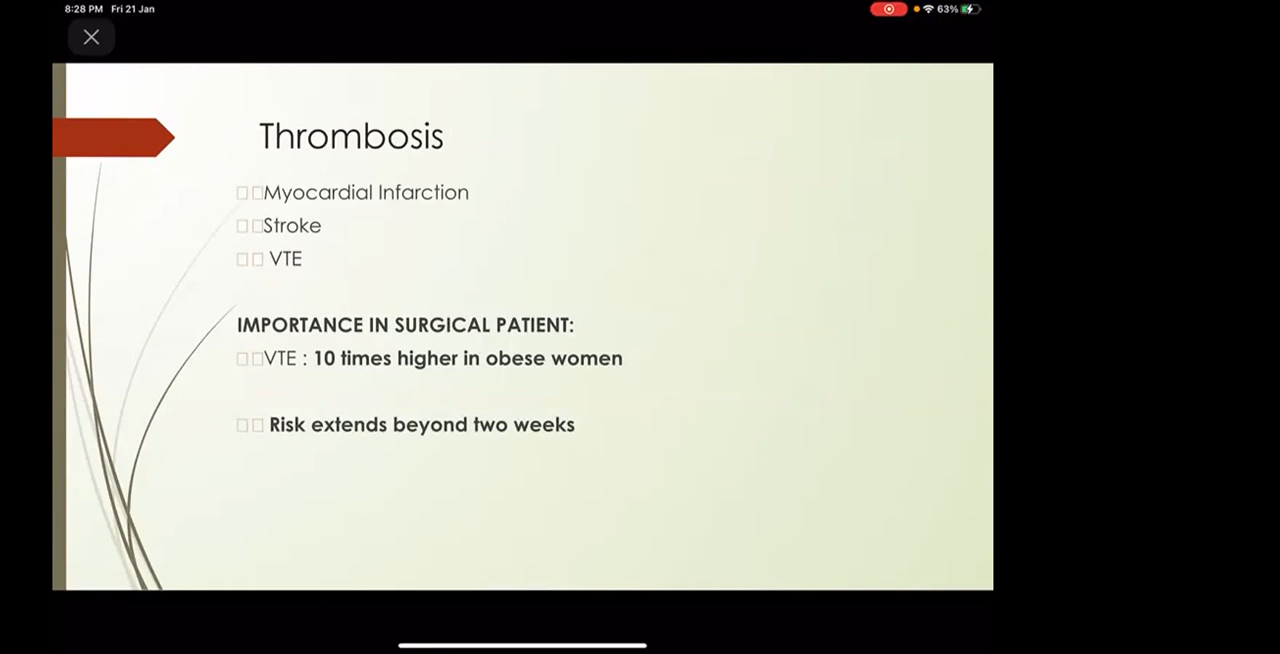 8:28 PM Fri 21 Jan
63%
Thrombosis
Myocardial Infarction
Stroke
VTE
IMPORTANCE IN SURGICAL PATIENT:
VTE : 10 times higher in obese women
Risk extends beyond two weeks